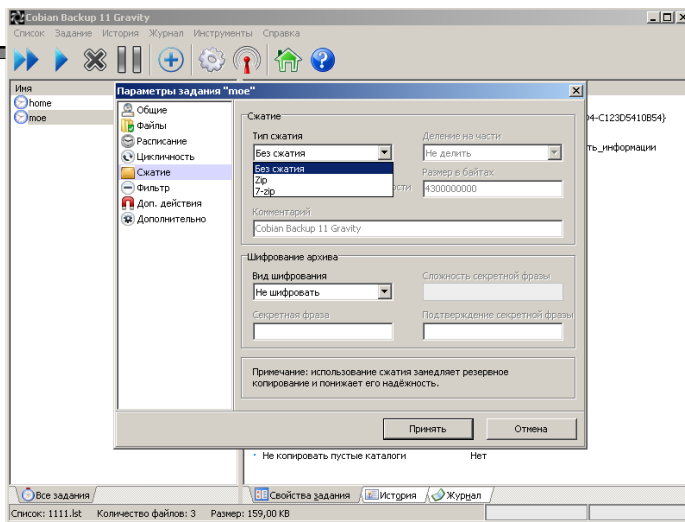 Cobian Backup 11 Gravity
Список Задание История Журнал Инструменты Справка
Имя
home
moe
Параметры задания "moe"
Общие
Файлы
Расписание
Цикличность
Сжатие
Фильтр
Доп. действия
Дополнительно
Сжатие
Тип сжатия
Деление на части
Без сжатия
Не делить
Без сжатия
Zip
7-zip
Размер в байтах
ости
4300000000
Комментарий
Cobian Backup 11 Gravity
Шифрование архива
Вид шифрования
Сложность секретной фразы
Не шифровать
Секретная фраза
Подтверждение секретной фразы
Примечание: использование сжатия замедляет резервное
копирование и понижает его надёжность.
Принять
Отмена
04-C123D5410B54}
ть_информации
Не копировать пустые каталоги Нет
Все задания
Свойства задания
История
Журнал
Список: 1111.lst Количество файлов: 3 Размер: 159,00 KB